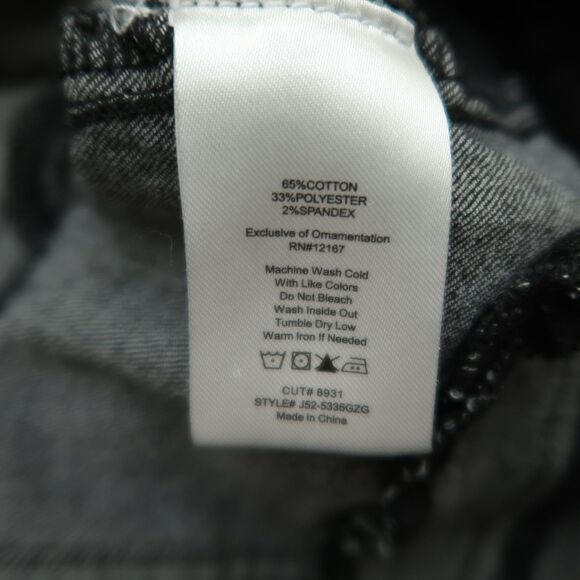 65%COTTON
33%POLYESTER
2%SPANDEX
Exclusive of Ornamentation
RN#12167
Machine Wash Cold
With Like Colors
Do Not Bleach
Wash Inside Out
Tumble Dry Low
Warm Iron If Needed
CUT# 8931
STYLE# J52-5335GZG
Made in China